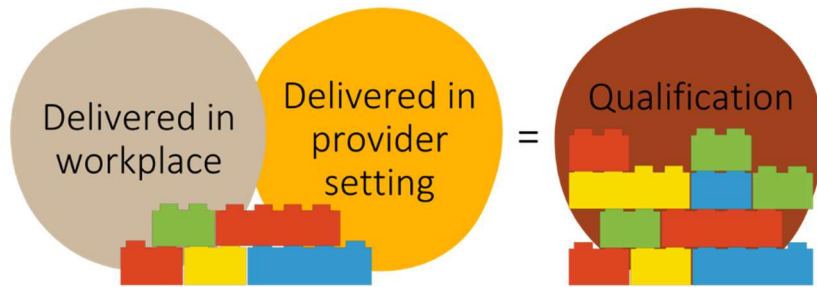 Delivered in
workplace
Delivered in
provider
setting
=
Qualification